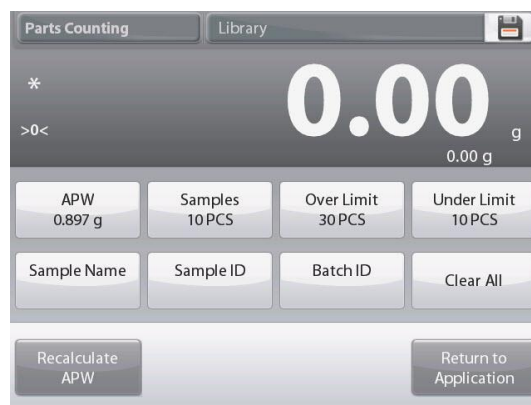 Parts Counting
Library
*
>0<
0.00 g
0.00 g
APW
0.897 g
Samples
10 PCS
Over Limit
30 PCS
Under Limit
10 PCS
Sample Name
Sample ID
Batch ID
Clear All
Recalculate
APW
Return to
Application